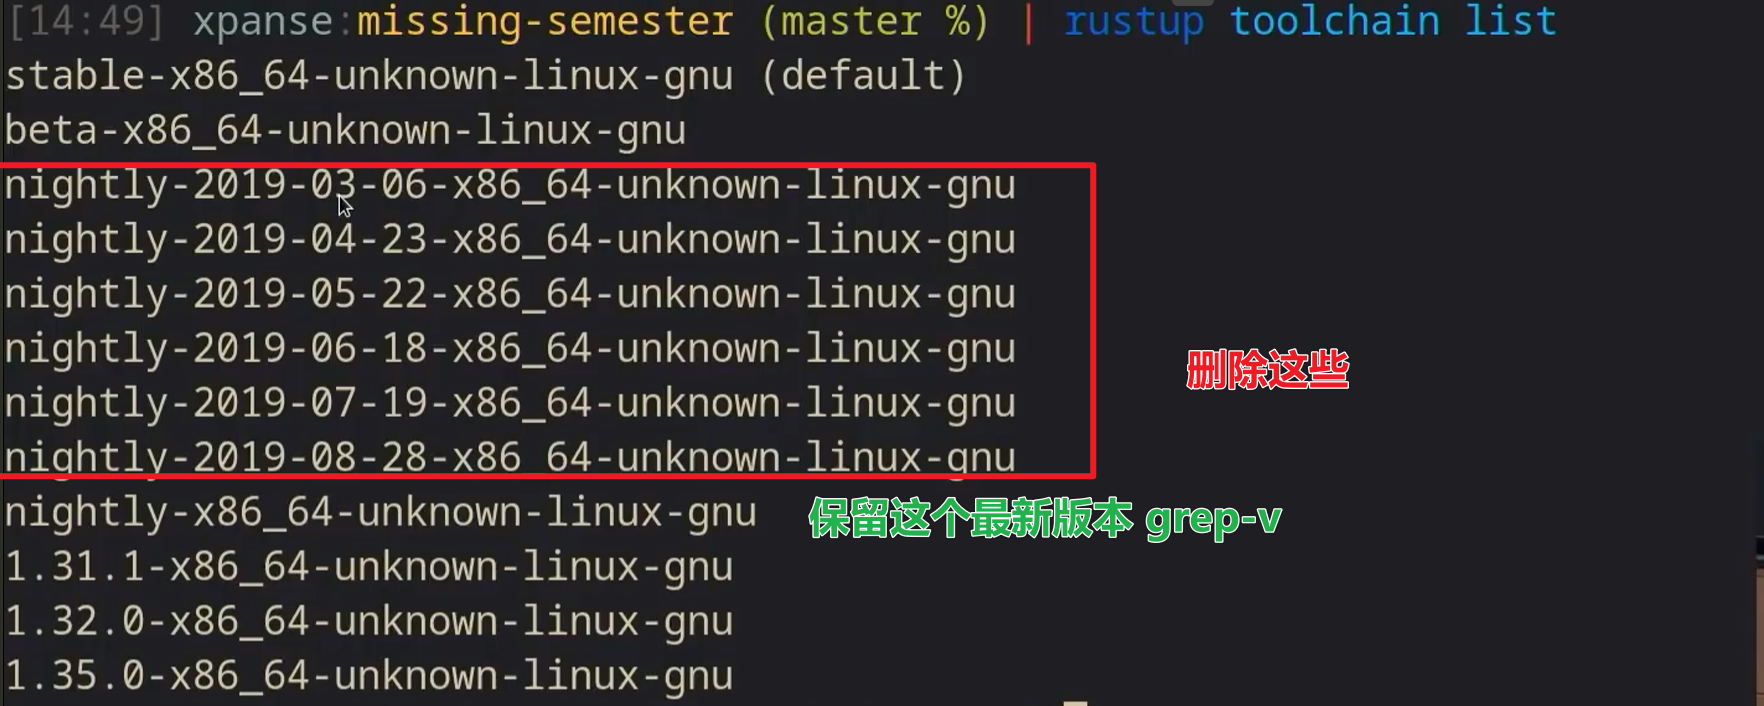 [14:49] xpanse:missing-semester (master %) | rustup toolchain list
stable-x86_64-unknown-linux-gnu (default)
beta-x86_64-unknown-linux-gnu
nightly-2019-03-06-x86_64-unknown-linux-gnu
nightly-2019-04-23-x86_64-unknown-linux-gnu
nightly-2019-05-22-x86_64-unknown-linux-gnu
nightly-2019-06-18-x86_64-unknown-linux-gnu
删除这些
nightly-2019-07-19-x86_64-unknown-linux-gnu
nightly-2019-08-28-x86_64-unknown-linux-gnu
nightly-x86_64-unknown-linux-gnu 保留这个最新版本 grep-v
1.31.1-x86_64-unknown-linux-gnu
1.32.0-x86_64-unknown-linux-gnu
1.35.0-x86_64-unknown-linux-gnu